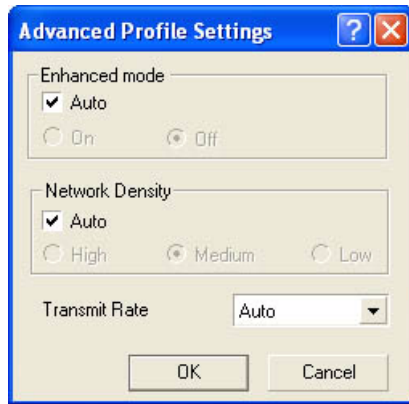 Advanced Profile Settings
Enhanced mode
Auto
On Off
Network Density
Auto
High Medium Low
Transmit Rate Auto
OK Cancel